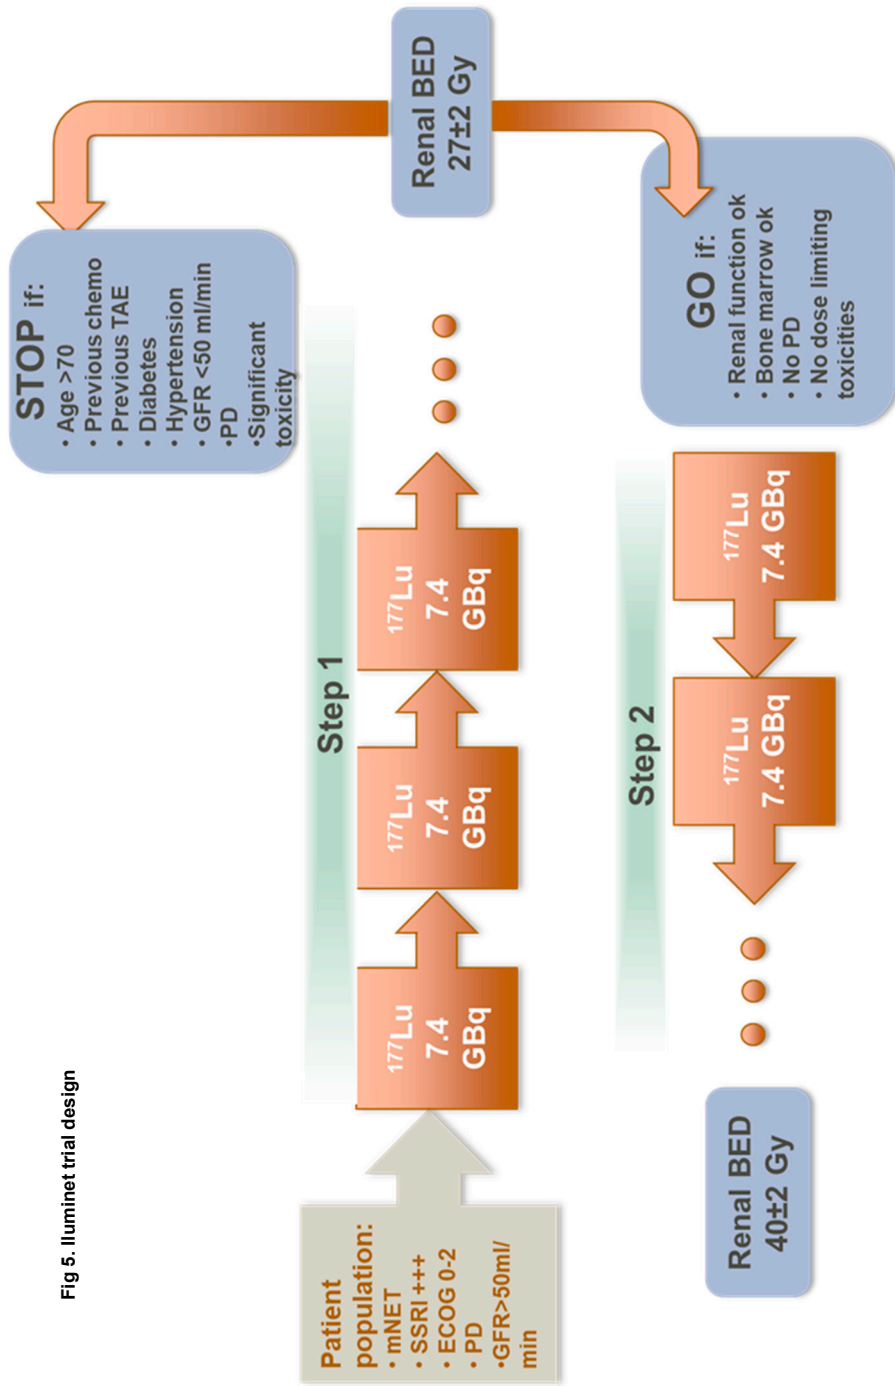 Fig 5. Iluminet trial design
Patient
population:
• mNET
• SSRI +++
• ECOG 0-2
• PD
•GFR>50ml/
min
Step 1
¹⁷⁷Lu
7.4
GBq
¹⁷⁷Lu
7.4
GBq
¹⁷⁷Lu
7.4
GBq
STOP if:
• Age >70
• Previous chemo
• Previous TAE
• Diabetes
• Hypertension
• GFR <50 ml/min
•PD
•Significant
toxicity
Renal BED
27±2 Gy
GO if:
• Renal function ok
• Bone marrow ok
• No PD
• No dose limiting
toxicities
Step 2
¹⁷⁷Lu
7.4 GBq
¹⁷⁷Lu
7.4 GBq
Renal BED
40±2 Gy